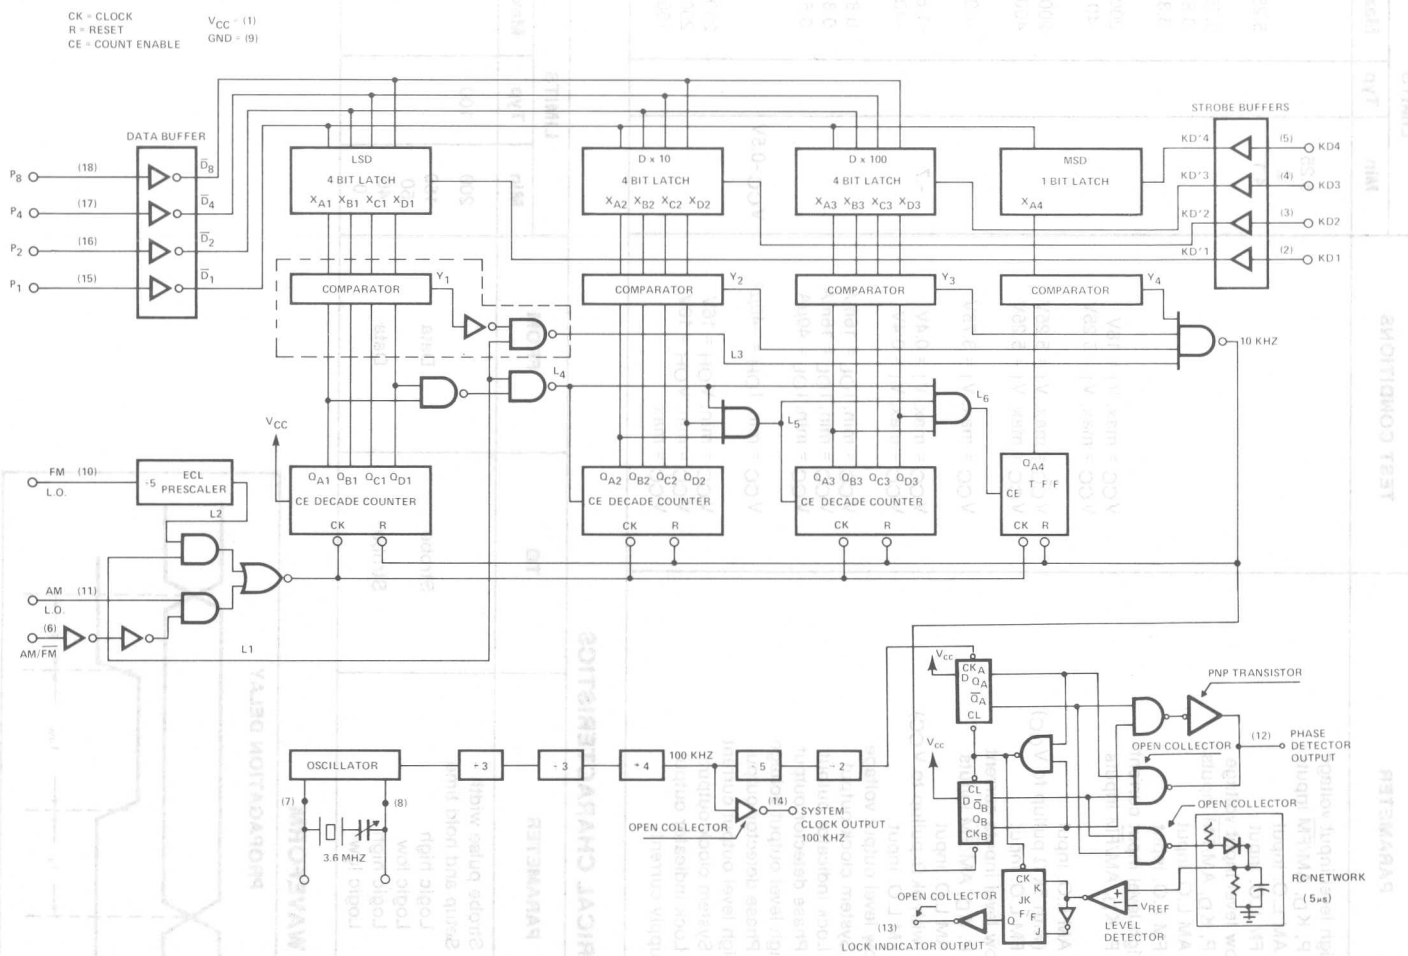 CK = CLOCK
R = RESET
CE = COUNT ENABLE
VCC = (1)
GND = (9)
STROBE BUFFERS
DATA BUFFER
P8 (18) D̅8
P4 (17) D̅4
P2 (16) D̅2
P1 (15) D̅1
LSD
4 BIT LATCH
XA1 XB1 XC1 XD1
D x 10
4 BIT LATCH
XA2 XB2 XC2 XD2
D x 100
4 BIT LATCH
XA3 XB3 XC3 XD3
MSD
1 BIT LATCH
XA4
KD'4 (5) KD4
KD'3 (4) KD3
KD'2 (3) KD2
KD'1 (2) KD1
COMPARATOR Y1
COMPARATOR Y2
COMPARATOR Y3
COMPARATOR Y4
L3
10 KHZ
L4
L5
L6
VCC
FM (10)
L.O.
ECL
PRESCALER
L2
QA1 QB1 QC1 QD1
CE DECADE COUNTER
CK R
QA2 QB2 QC2 QD2
CE DECADE COUNTER
CK R
QA3 QB3 QC3 QD3
CE DECADE COUNTER
CK R
QA4
T F F
CE
CK R
AM (11)
L.O.
(6)
AM/F̅M̅
L1
VCC
CKA
D QA
Q̅A
CL
PNP TRANSISTOR
OPEN COLLECTOR
(12) PHASE
DETECTOR
OUTPUT
VCC
CL
D Q̅B
QB
CKB
OPEN COLLECTOR
OSCILLATOR
÷3
÷4
100 KHZ
(7) (8)
3.6 MHZ
OPEN COLLECTOR
(14) SYSTEM
CLOCK OUTPUT
100 KHZ
RC NETWORK
(5µs)
CK
K
JK
F F
Q
J
OPEN COLLECTOR
(13)
LOCK INDICATOR OUTPUT
VREF
LEVEL
DETECTOR